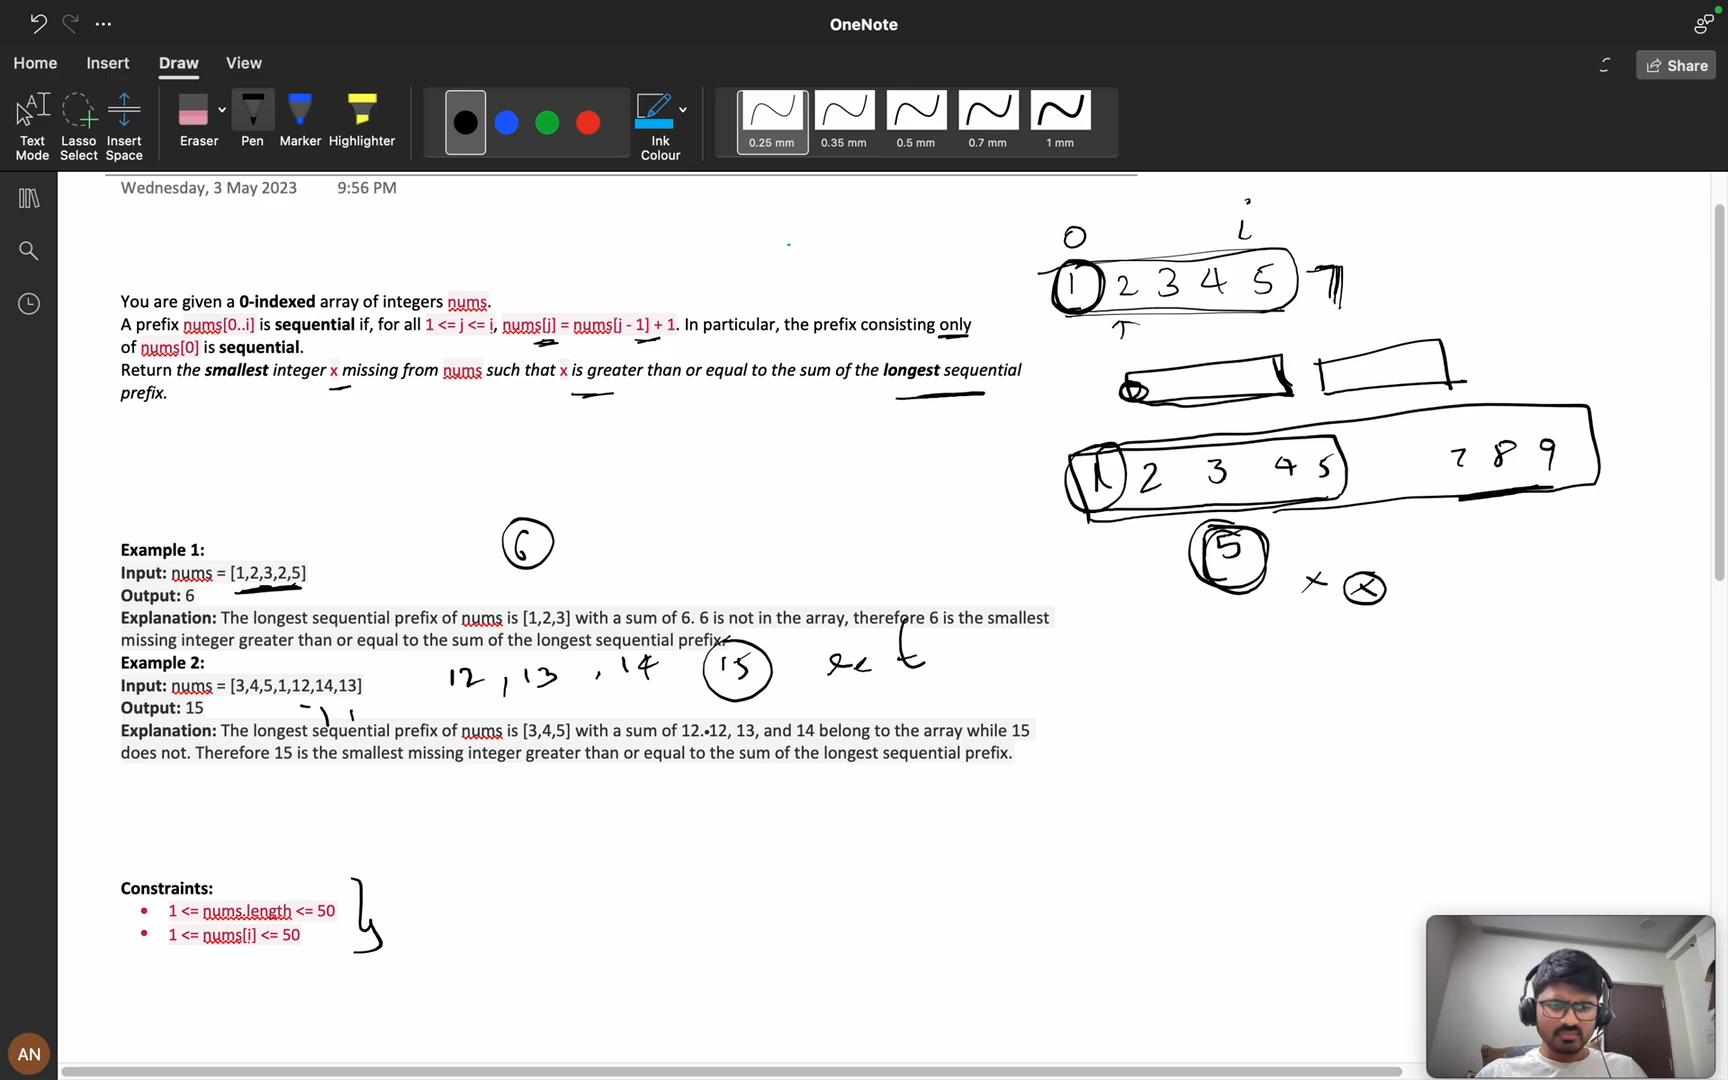 OneNote
Home Insert Draw View
Share
Text Mode
Lasso Select
Insert Space
Eraser
Pen
Marker
Highlighter
Ink Colour
0.25 mm 0.35 mm 0.5 mm 0.7 mm 1 mm
Wednesday, 3 May 2023 9:56 PM
0 i
1 2 3 4 5 7
You are given a 0-indexed array of integers nums.
A prefix nums[0..i] is sequential if, for all 1 <= j <= i, nums[j] = nums[j - 1] + 1. In particular, the prefix consisting only
of nums[0] is sequential.
Return the smallest integer x missing from nums such that x is greater than or equal to the sum of the longest sequential
prefix.
1 2 3 4 5 7 8 9
5
x x
6
Example 1:
Input: nums = [1,2,3,2,5]
Output: 6
Explanation: The longest sequential prefix of nums is [1,2,3] with a sum of 6. 6 is not in the array, therefore 6 is the smallest
missing integer greater than or equal to the sum of the longest sequential prefix.
Example 2:
12 , 13 , 14 15 set
Input: nums = [3,4,5,1,12,14,13]
Output: 15
Explanation: The longest sequential prefix of nums is [3,4,5] with a sum of 12. 12, 13, and 14 belong to the array while 15
does not. Therefore 15 is the smallest missing integer greater than or equal to the sum of the longest sequential prefix.
Constraints:
• 1 <= nums.length <= 50
• 1 <= nums[i] <= 50
AN